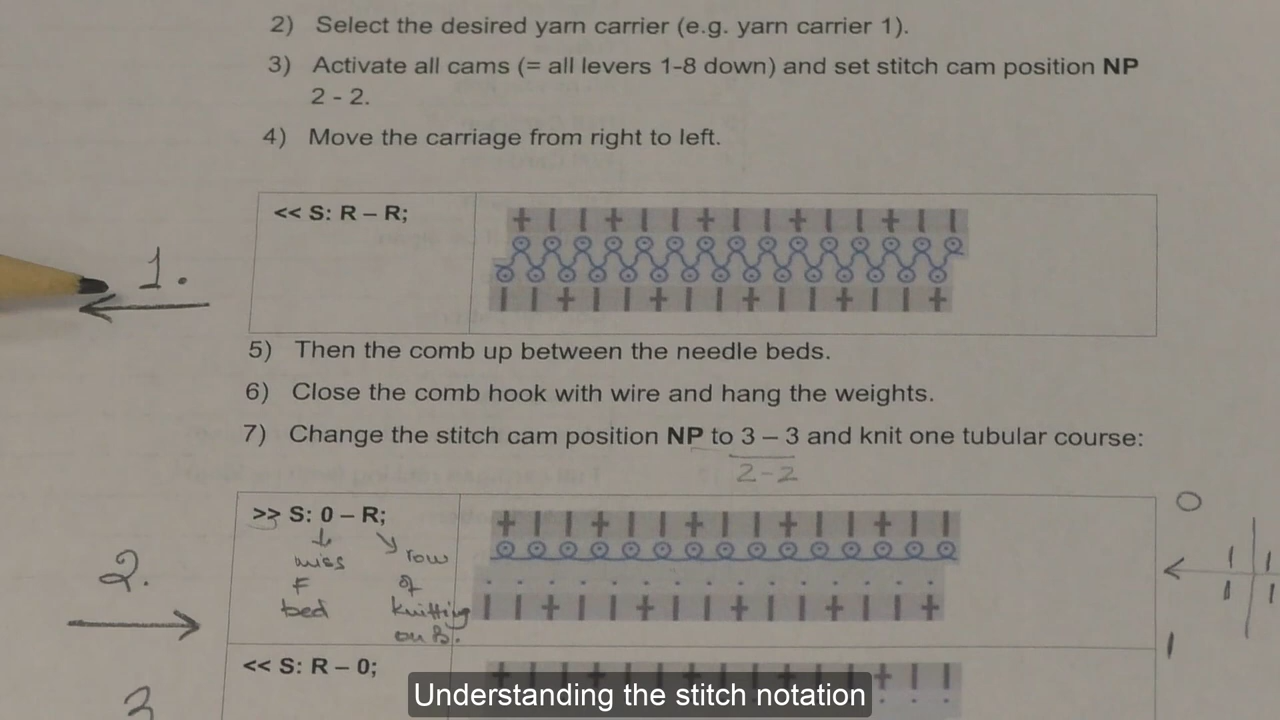 2) Select the desired yarn carrier (e.g. yarn carrier 1).
3) Activate all cams (= all levers 1-8 down) and set stitch cam position NP
2 - 2.
4) Move the carriage from right to left.
<< S: R – R;
1.
5) Then the comb up between the needle beds.
6) Close the comb hook with wire and hang the weights.
7) Change the stitch cam position NP to 3 – 3 and knit one tubular course:
2-2
>> S: 0 – R;
miss
F
bed
row
of
knitting
on B.
2.
0
1
<< S: R – 0;
3
Understanding the stitch notation